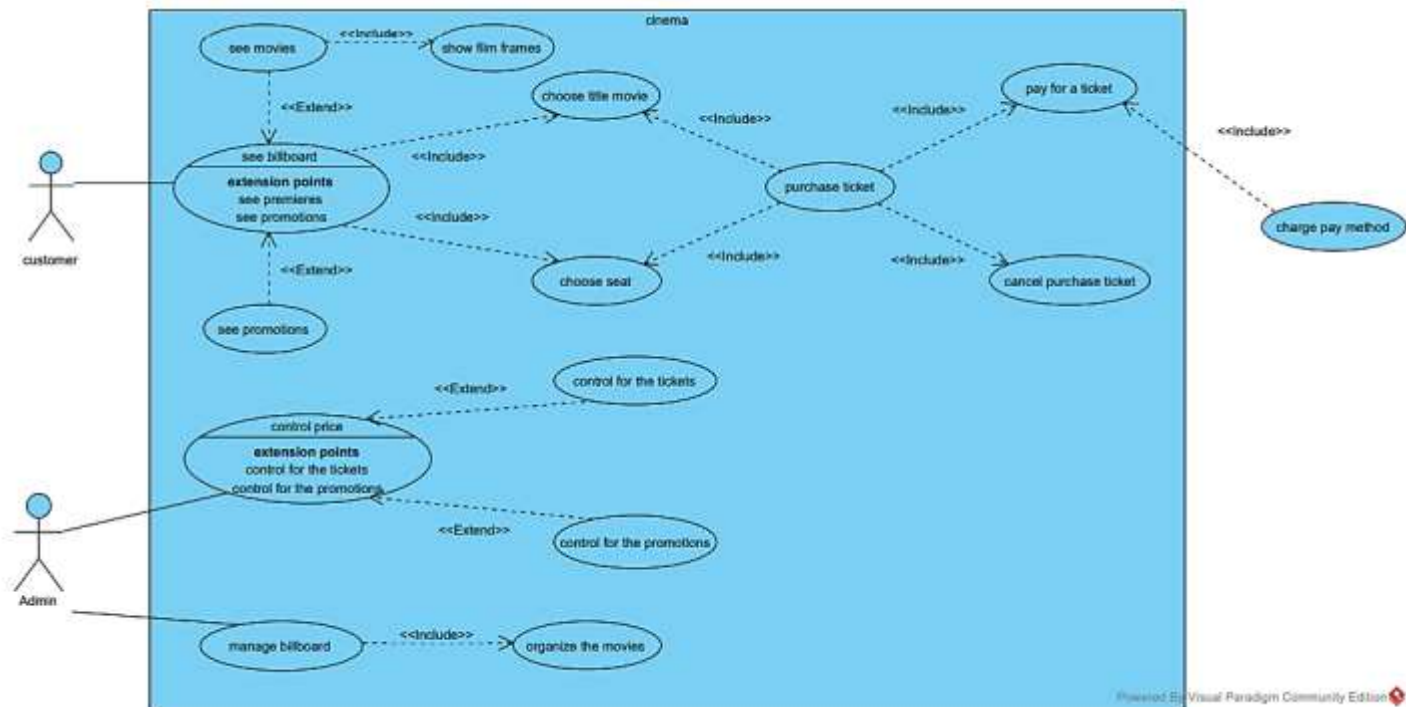 cinema
see movies
<<Include>>
show film frames
<<Extend>>
choose title movie
<<Include>>
pay for a ticket
<<Include>>
<<Include>>
see billboard
<<Include>>
extension points
see premieres
see promotions
purchase ticket
<<Include>>
charge pay method
customer
<<Extend>>
<<Include>>
<<Include>>
choose seat
cancel purchase ticket
see promotions
<<Extend>>
control for the tickets
control price
extension points
control for the tickets
control for the promotions
<<Extend>>
control for the promotions
Admin
manage billboard
<<Include>>
organize the movies
Powered By Visual Paradigm Community Edition